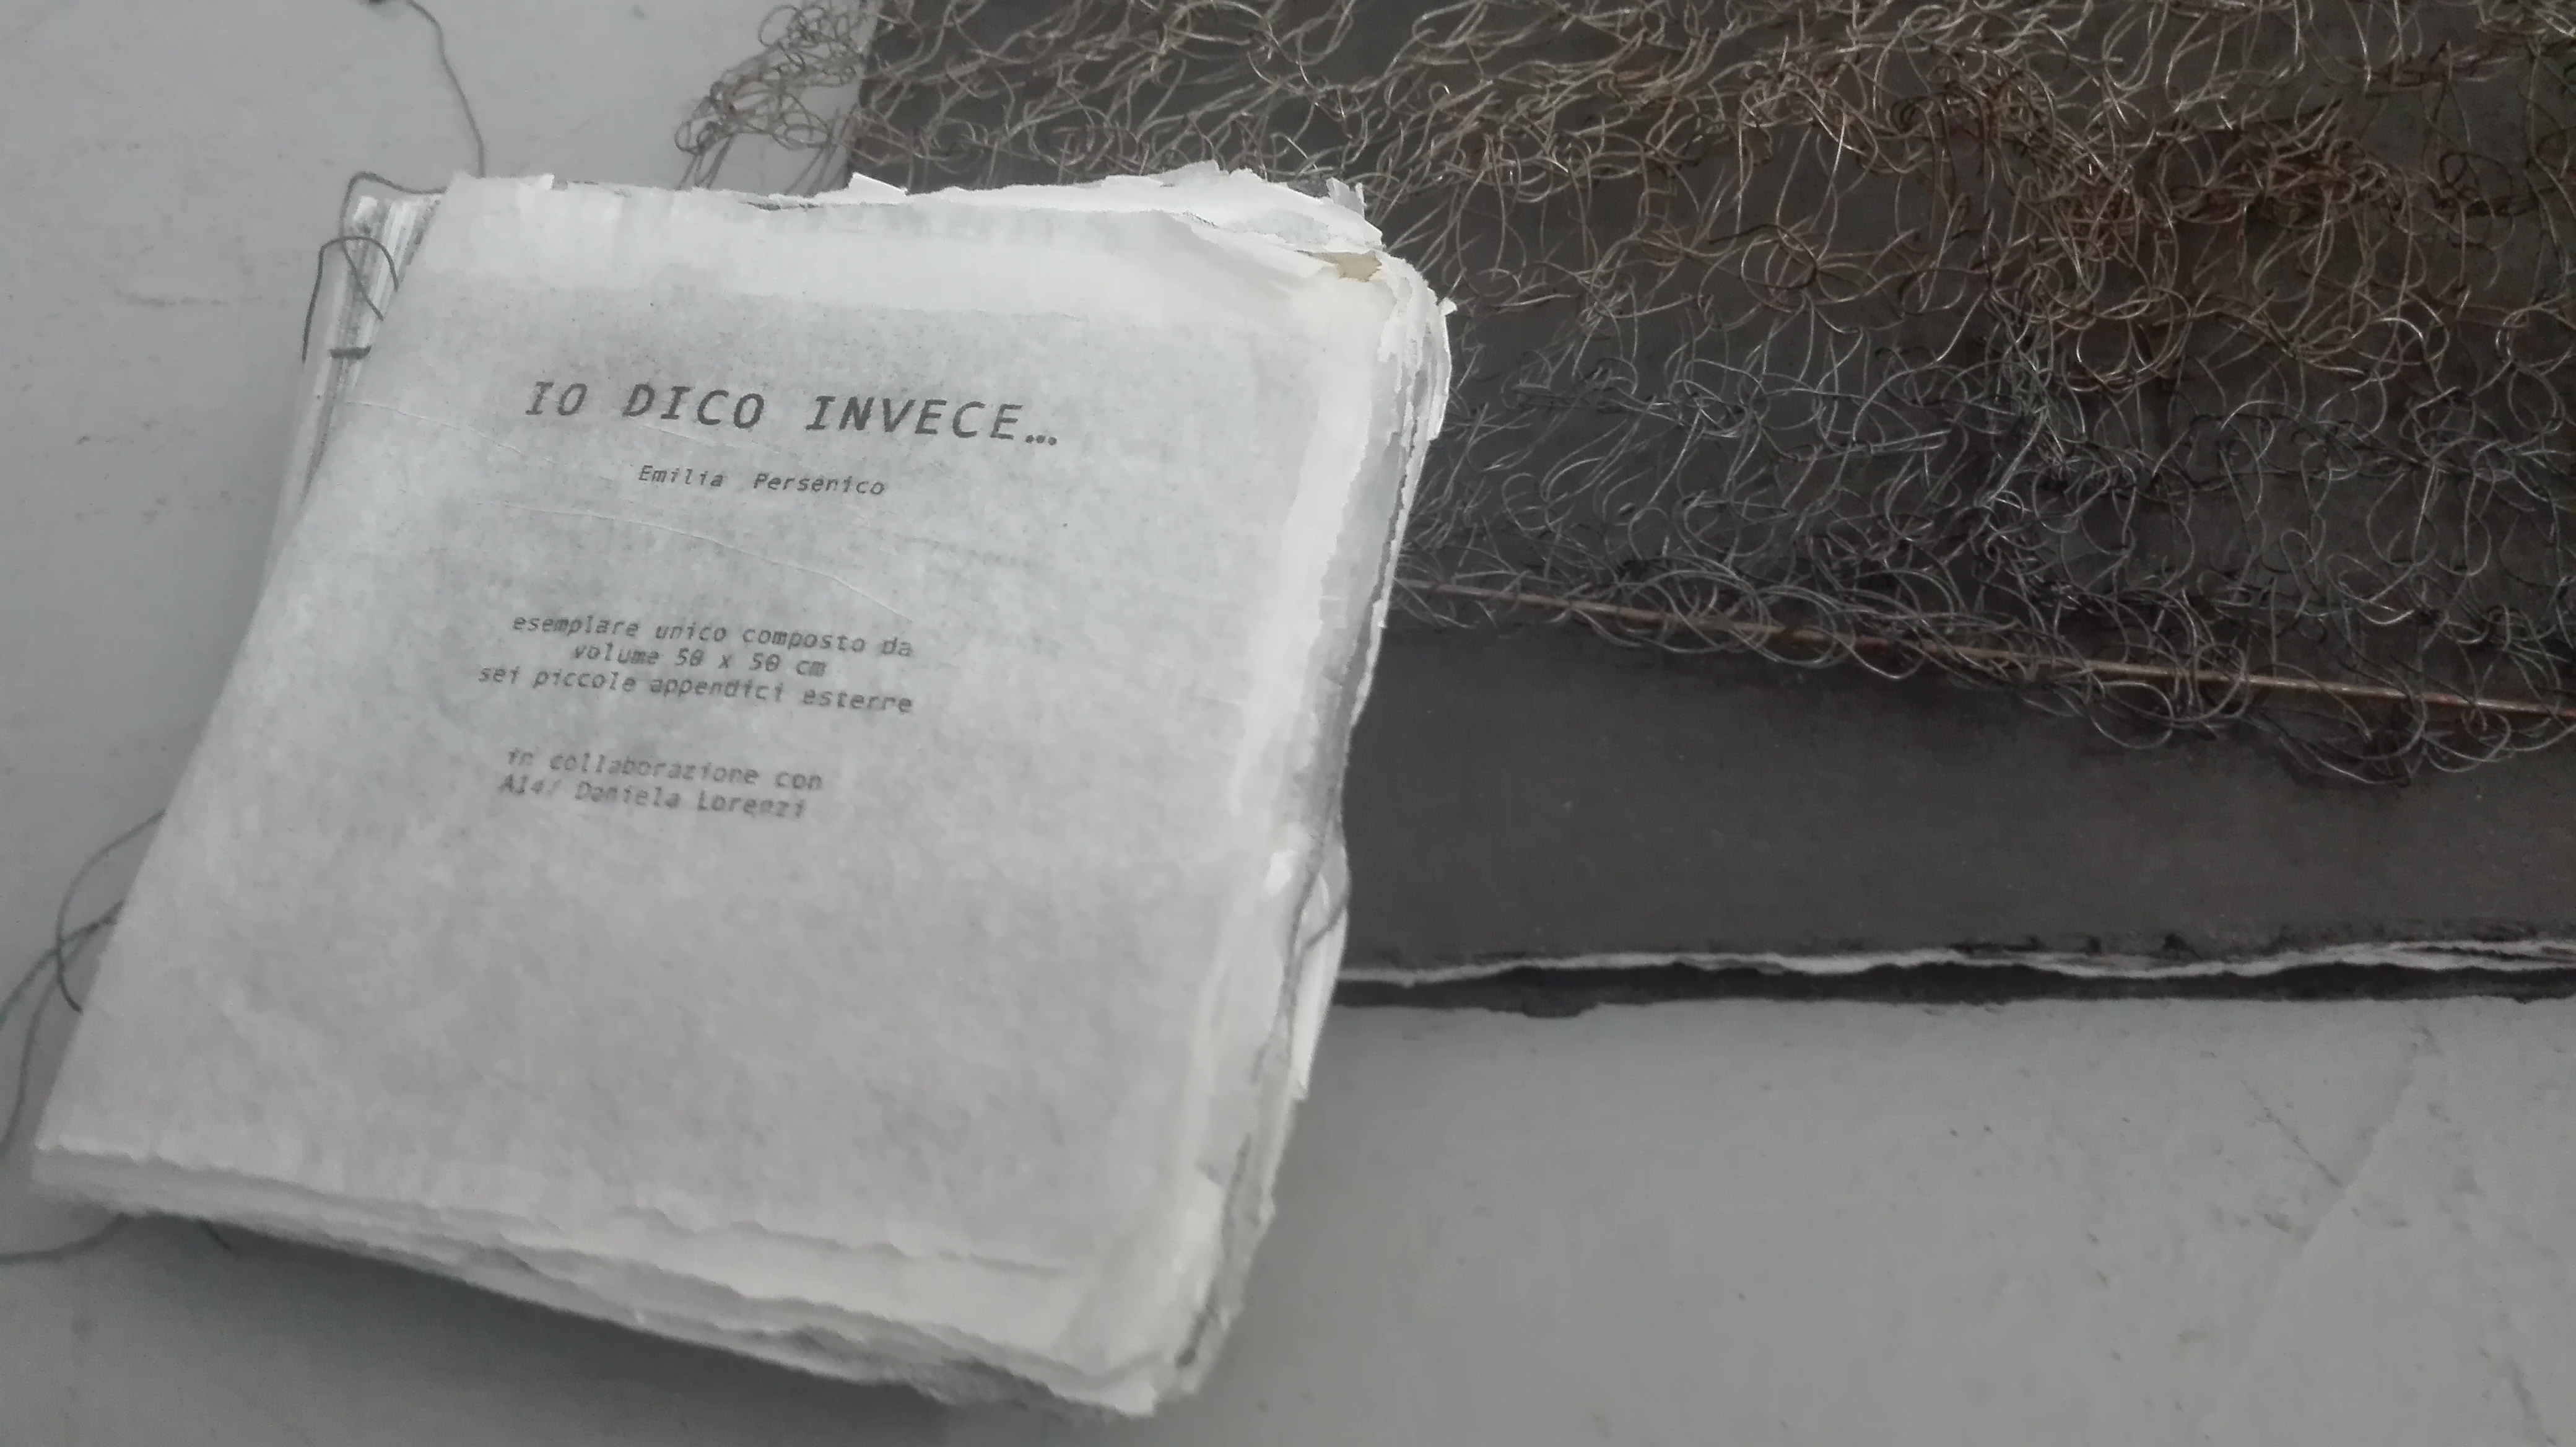 IO DICO INVECE…
Emilia Persenico
esemplare unico composto da
volume 50 x 50 cm
sei piccole appendici esterne
in collaborazione con
A14/ Daniela Lorenzi